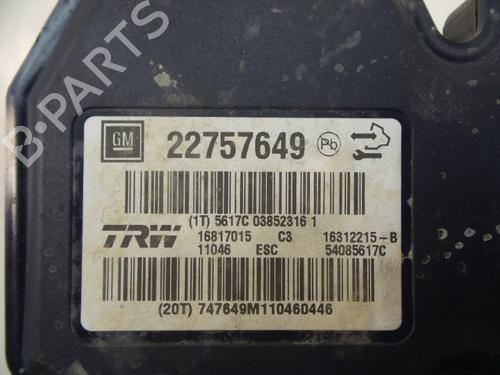 B-PARTS
GM 22757649 Pb
(1T) 5617C 03852316 1
TRW 16817015 C3 16312215-B
11046 ESC 54085617C
(20T) 747649M110460446